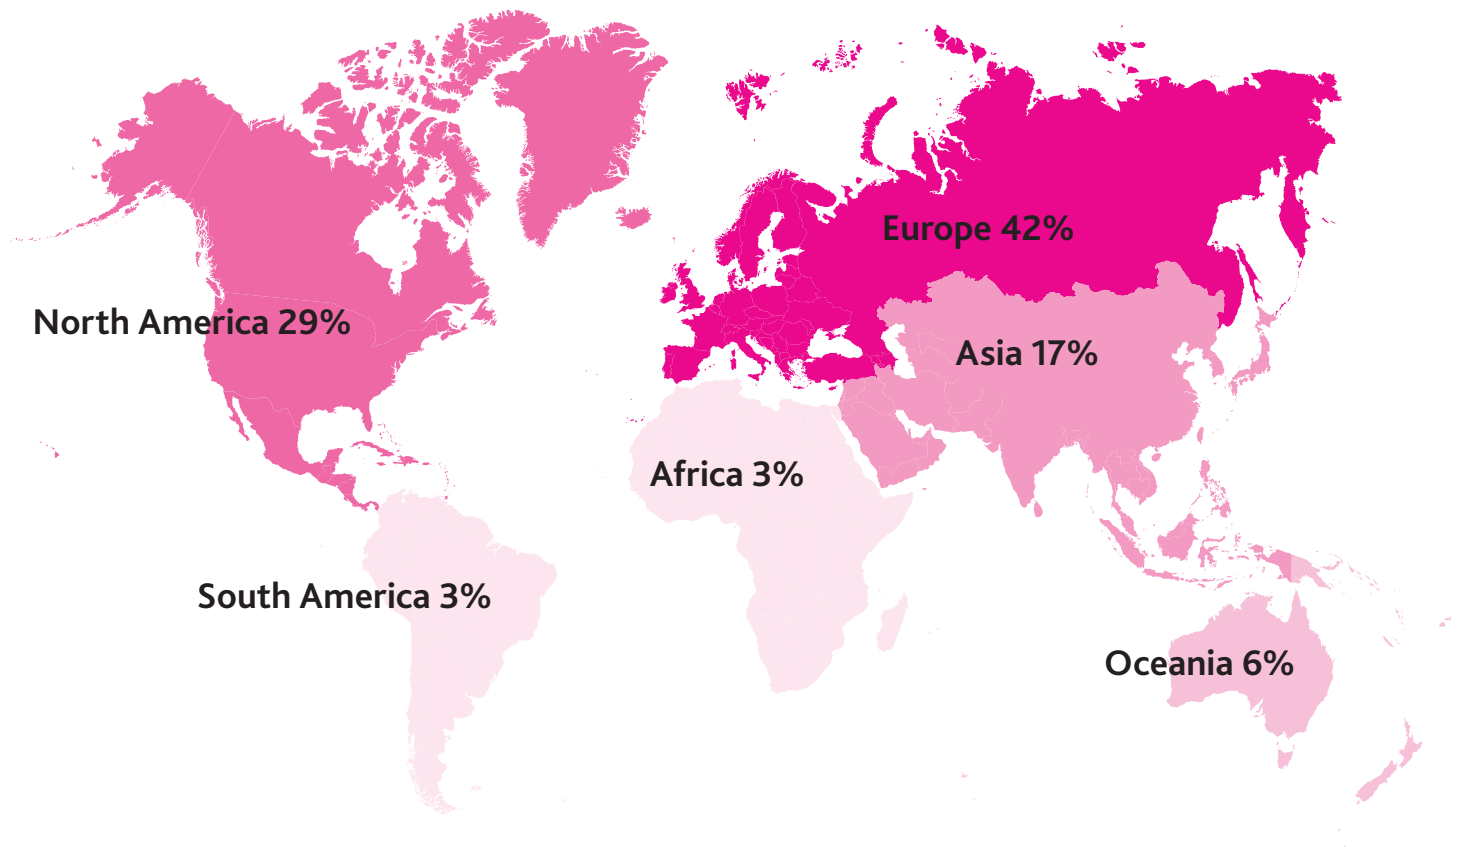 Europe 42%
North America 29%
Asia 17%
Africa 3%
South America 3%
Oceania 6%